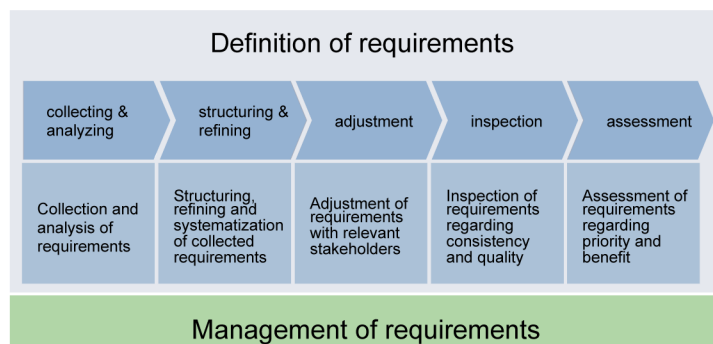 Definition of requirements
collecting &
analyzing
structuring &
refining
adjustment
inspection
assessment
Collection and
analysis of
requirements
Structuring,
refining and
systematization
of collected
requirements
Adjustment of
requirements
with relevant
stakeholders
Inspection of
requirements
regarding
consistency
and quality
Assessment of
requirements
regarding
priority and
benefit
Management of requirements